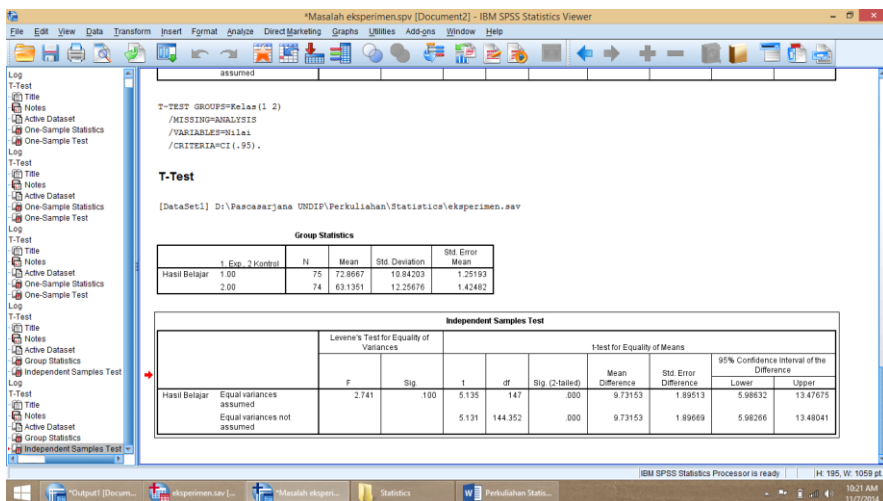 *Masalah eksperimen.spv [Document2] - IBM SPSS Statistics Viewer
File Edit View Data Transform Insert Format Analyze Direct Marketing Graphs Utilities Add-ons Window Help
Log
T-Test
Title
Notes
Active Dataset
One-Sample Statistics
One-Sample Test
Log
T-Test
Title
Notes
Active Dataset
One-Sample Statistics
One-Sample Test
Log
T-Test
Title
Notes
Active Dataset
One-Sample Statistics
One-Sample Test
Log
T-Test
Title
Notes
Active Dataset
Group Statistics
Independent Samples Test
Log
T-Test
Title
Notes
Active Dataset
Group Statistics
Independent Samples Test
assumed
T-TEST GROUPS=Kelas(1 2)
/MISSING=ANALYSIS
/VARIABLES=Nilai
/CRITERIA=CI(.95).
T-Test
[DataSet1] D:\Pascasarjana UNDIP\Perkuliahan\Statistics\eksperimen.sav
Group Statistics
1. Exp., 2 Kontrol N Mean Std. Deviation Std. Error Mean
Hasil Belajar 1.00 75 72.8667 10.84203 1.25193
2.00 74 63.1351 12.25676 1.42482
Independent Samples Test
Levene's Test for Equality of Variances t-test for Equality of Means
F Sig. t df Sig. (2-tailed) Mean Difference Std. Error Difference 95% Confidence Interval of the Difference
Lower Upper
Hasil Belajar Equal variances assumed 2.741 .100 5.135 147 .000 9.73153 1.89513 5.98632 13.47675
Equal variances not assumed 5.131 144.352 .000 9.73153 1.89669 5.98266 13.48041
IBM SPSS Statistics Processor is ready H: 195, W: 1059 pt
*Output1 [Docum... eksperimen.sav [... *Masalah eksperi... Statistics Perkuliahan Statis...
10:21 AM